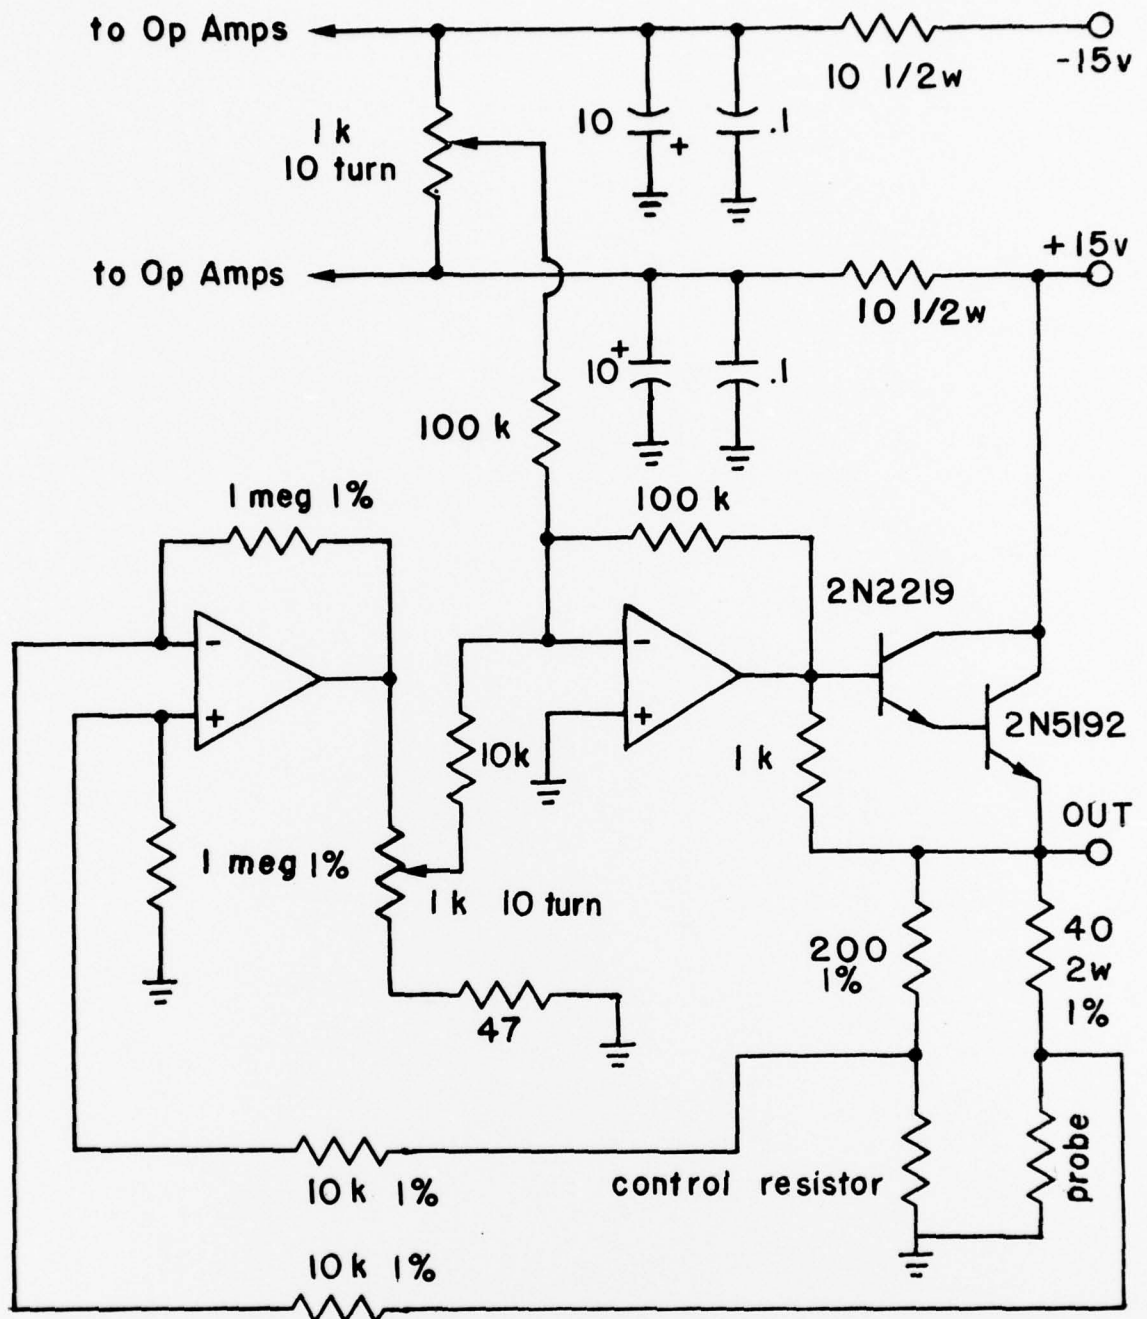 to Op Amps
10 1/2w
-15v
1 k
10 turn
10
+
.1
to Op Amps
+15v
10 1/2w
10
+
.1
100 k
1 meg 1%
100 k
2N2219
-
+
-
+
10k
1 k
2N5192
OUT
1 meg 1%
1 k 10 turn
200
1%
40
2w
1%
47
10k 1%
control resistor
probe
10k 1%